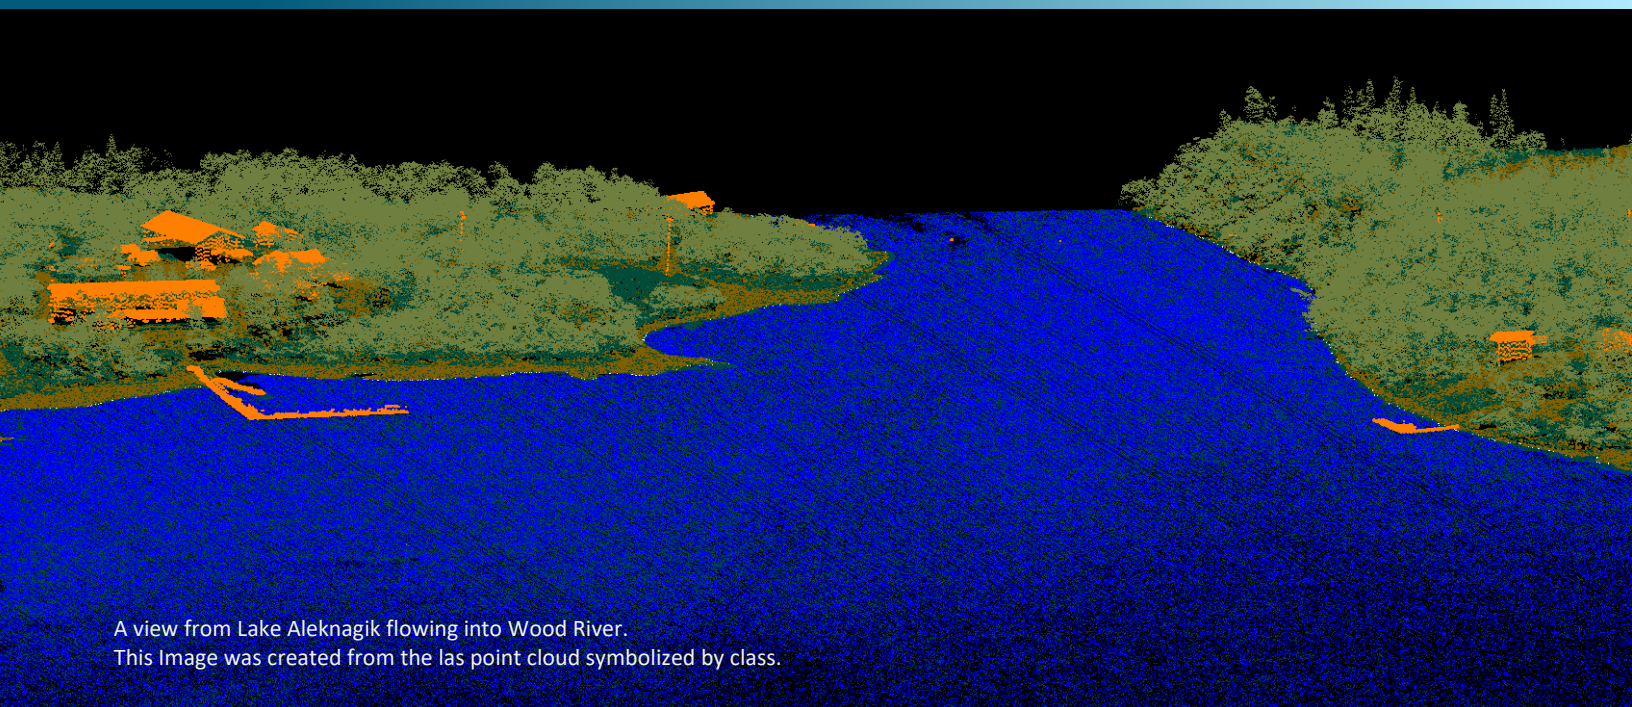 A view from Lake Aleknagik flowing into Wood River.
This Image was created from the las point cloud symbolized by class.